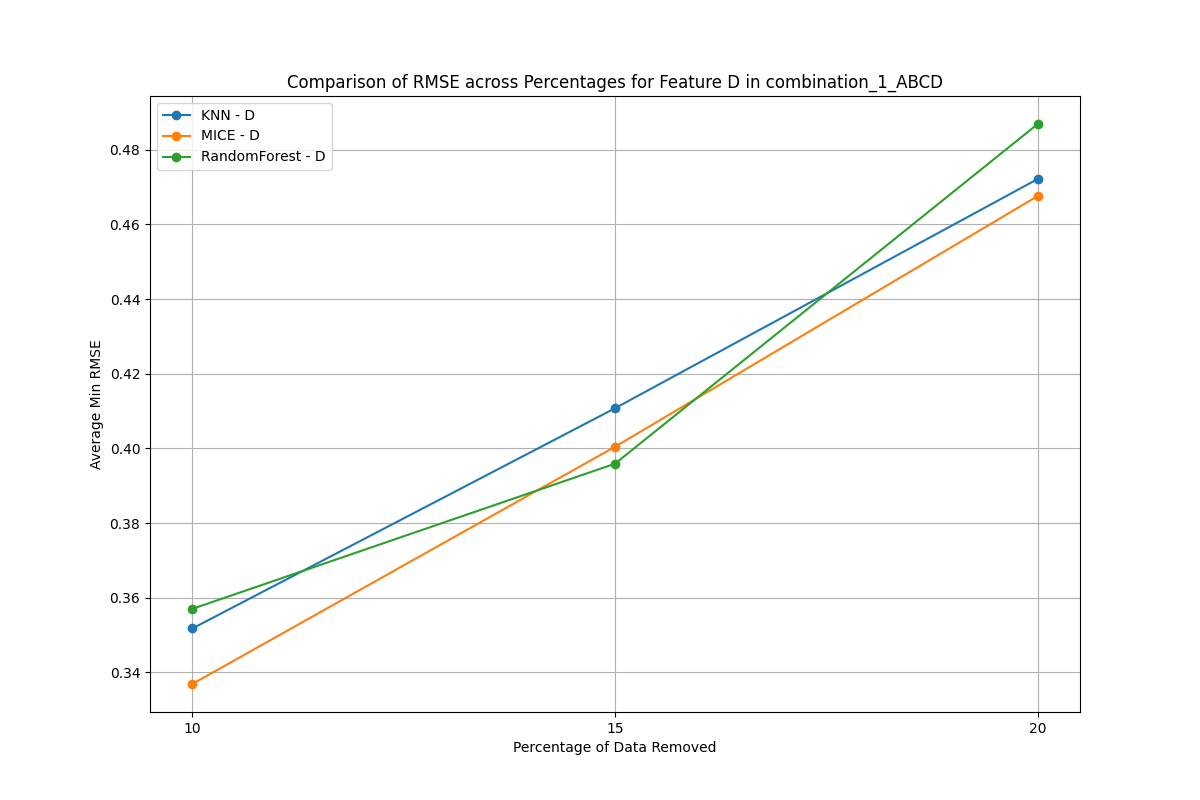 Comparison of RMSE across Percentages for Feature D in combination_1_ABCD
KNN - D
MICE - D
RandomForest - D
Average Min RMSE
0.48
0.46
0.44
0.42
0.40
0.38
0.36
0.34
10
15
20
Percentage of Data Removed